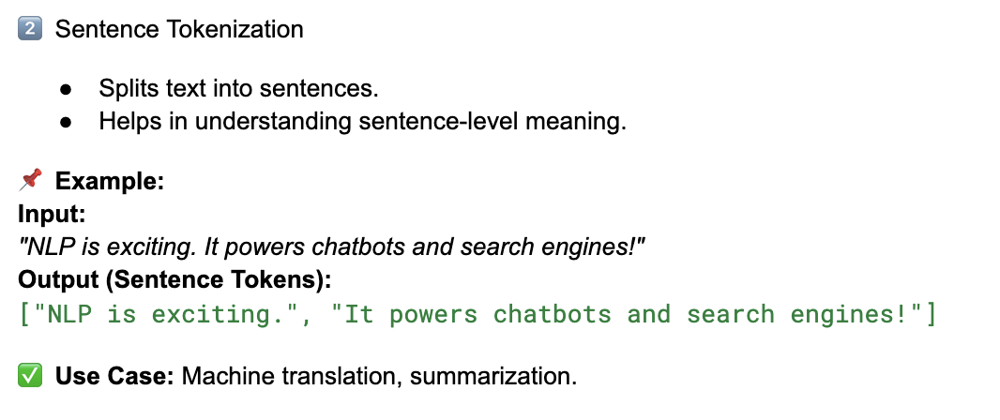 2️⃣ Sentence Tokenization
● Splits text into sentences.
● Helps in understanding sentence-level meaning.
📌 Example:
Input:
"NLP is exciting. It powers chatbots and search engines!"
Output (Sentence Tokens):
["NLP is exciting.", "It powers chatbots and search engines!"]
✅ Use Case: Machine translation, summarization.